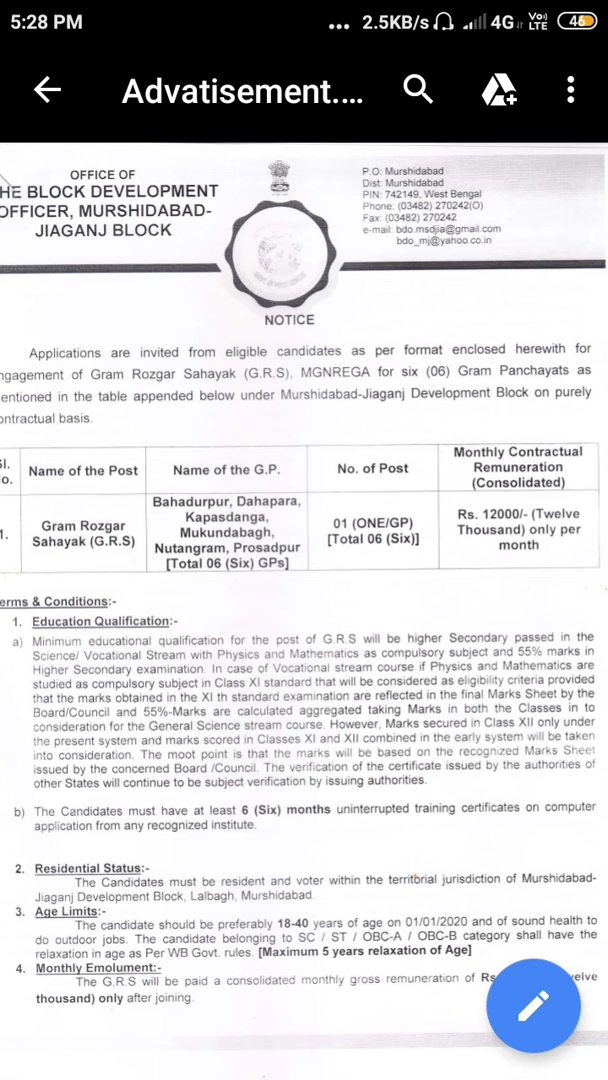 5:28 PM
... 2.5KB/s 4G Vo)) LTE 46
Advatisement....
OFFICE OF
HE BLOCK DEVELOPMENT
OFFICER, MURSHIDABAD-
JIAGANJ BLOCK
P.O: Murshidabad
Dist: Murshidabad
PIN: 742149, West Bengal
Phone: (03482) 270242(O)
Fax: (03482) 270242
e-mail: bdo.msdjia@gmail.com
bdo_mj@yahoo.co.in
NOTICE
Applications are invited from eligible candidates as per format enclosed herewith for
ngagement of Gram Rozgar Sahayak (G.R.S), MGNREGA for six (06) Gram Panchayats as
entioned in the table appended below under Murshidabad-Jiaganj Development Block on purely
ontractual basis.
Sl. No.
Name of the Post
Name of the G.P.
No. of Post
Monthly Contractual
Remuneration
(Consolidated)
1.
Gram Rozgar
Sahayak (G.R.S)
Bahadurpur, Dahapara,
Kapasdanga,
Mukundabagh,
Nutangram, Prosadpur
[Total 06 (Six) GPs]
01 (ONE/GP)
[Total 06 (Six)]
Rs. 12000/- (Twelve
Thousand) only per
month
erms & Conditions:-
1. Education Qualification:-
a) Minimum educational qualification for the post of G.R.S will be higher Secondary passed in the
Science/ Vocational Stream with Physics and Mathematics as compulsory subject and 55% marks in
Higher Secondary examination. In case of Vocational stream course if Physics and Mathematics are
studied as compulsory subject in Class XI standard that will be considered as eligibility criteria provided
that the marks obtained in the XI th standard examination are reflected in the final Marks Sheet by the
Board/Council and 55%-Marks are calculated aggregated taking Marks in both the Classes in to
consideration for the General Science stream course. However, Marks secured in Class XII only under
the present system and marks scored in Classes XI and XII combined in the early system will be taken
into consideration. The moot point is that the marks will be based on the recognized Marks Sheet
issued by the concerned Board /Council. The verification of the certificate issued by the authorities of
other States will continue to be subject verification by issuing authorities.
b) The Candidates must have at least 6 (Six) months uninterrupted training certificates on computer
application from any recognized institute.
2. Residential Status:-
The Candidates must be resident and voter within the territorial jurisdiction of Murshidabad-
Jiaganj Development Block, Lalbagh, Murshidabad.
3. Age Limits:-
The candidate should be preferably 18-40 years of age on 01/01/2020 and of sound health to
do outdoor jobs. The candidate belonging to SC / ST / OBC-A / OBC-B category shall have the
relaxation in age as Per WB Govt. rules. [Maximum 5 years relaxation of Age]
4. Monthly Emolument:-
The G.R.S will be paid a consolidated monthly gross remuneration of Rs welve
thousand) only after joining.